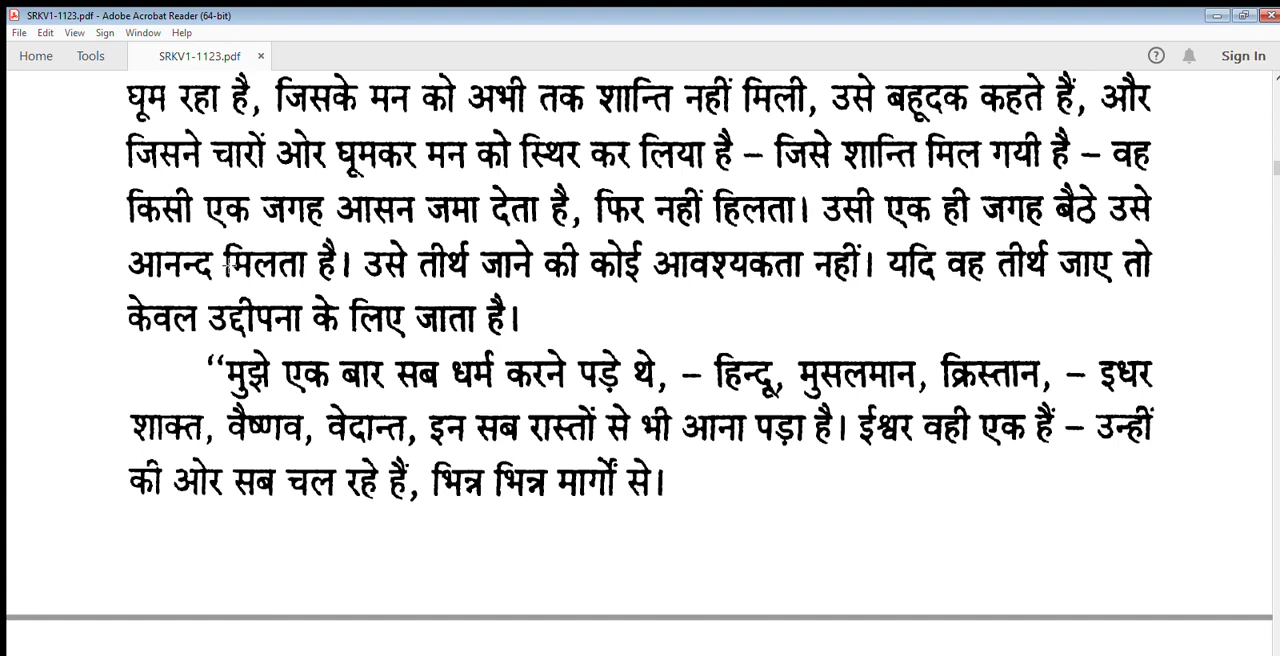 SRKV1-1123.pdf - Adobe Acrobat Reader (64-bit)
File Edit View Sign Window Help
Home Tools SRKV1-1123.pdf × Sign In
घूम रहा है, जिसके मन को अभी तक शान्ति नहीं मिली, उसे बहूदक कहते हैं, और
जिसने चारों ओर घूमकर मन को स्थिर कर लिया है – जिसे शान्ति मिल गयी है – वह
किसी एक जगह आसन जमा देता है, फिर नहीं हिलता। उसी एक ही जगह बैठे उसे
आनन्द मिलता है। उसे तीर्थ जाने की कोई आवश्यकता नहीं। यदि वह तीर्थ जाए तो
केवल उद्दीपना के लिए जाता है।
“मुझे एक बार सब धर्म करने पड़े थे, – हिन्दू, मुसलमान, क्रिस्तान, – इधर
शाक्त, वैष्णव, वेदान्त, इन सब रास्तों से भी आना पड़ा है। ईश्वर वही एक हैं – उन्हीं
की ओर सब चल रहे हैं, भिन्न भिन्न मार्गों से।